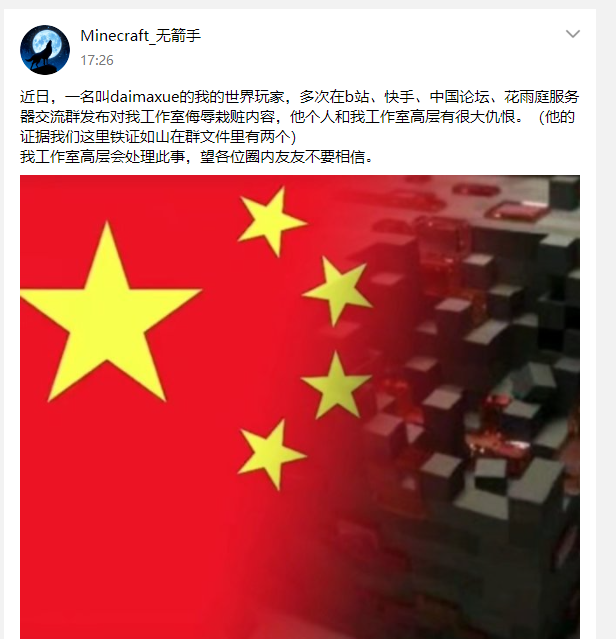 Minecraft_无箭手
17:26
近日，一名叫daimaxue的我的世界玩家，多次在b站、快手、中国论坛、花雨庭服务
器交流群发布对我工作室侮辱栽赃内容，他个人和我工作室高层有很大仇恨。（他的
证据我们这里铁证如山在群文件里有两个）
我工作室高层会处理此事，望各位圈内友友不要相信。